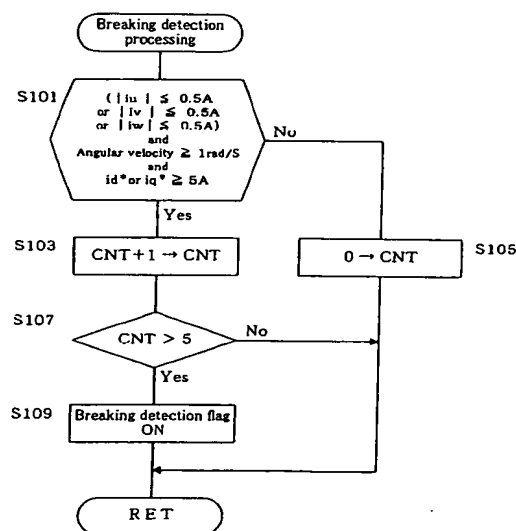 Breaking detection
processing
S101
(|iu| ≦ 0.5A
or |iv| ≦ 0.5A
or |iw| ≦ 0.5A)
and
Angular velocity ≧ 1rad/S
and
id*or iq* ≧ 5A
No
Yes
S103
CNT+1 → CNT
0 → CNT
S105
S107
CNT > 5
No
Yes
S109
Breaking detection flag
ON
RET